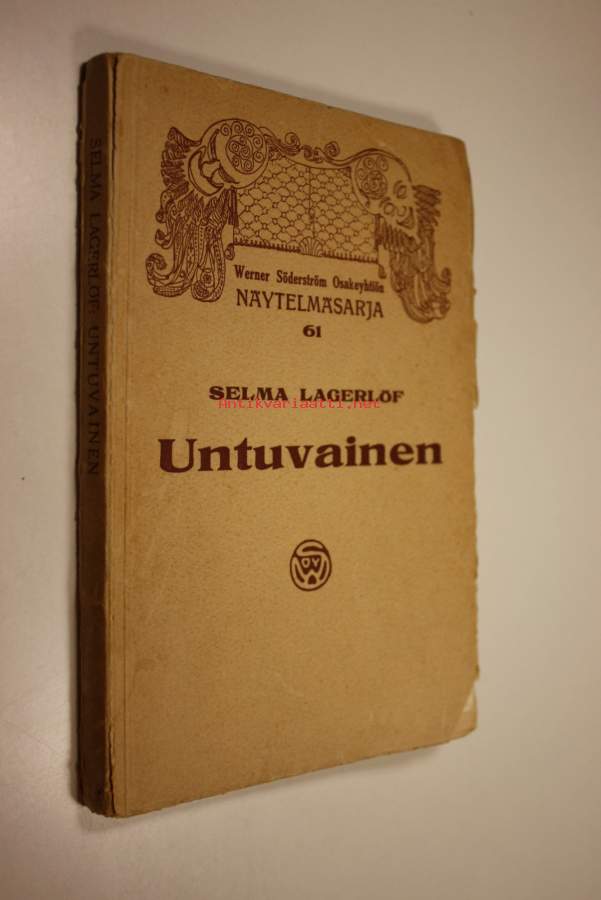 SELMA LAGERLÖF: UNTUVAINEN
Werner Söderström Osakeyhtiön
NÄYTELMÄSARJA
61
SELMA LAGERLÖF
Antikvariaatti.net
Untuvainen